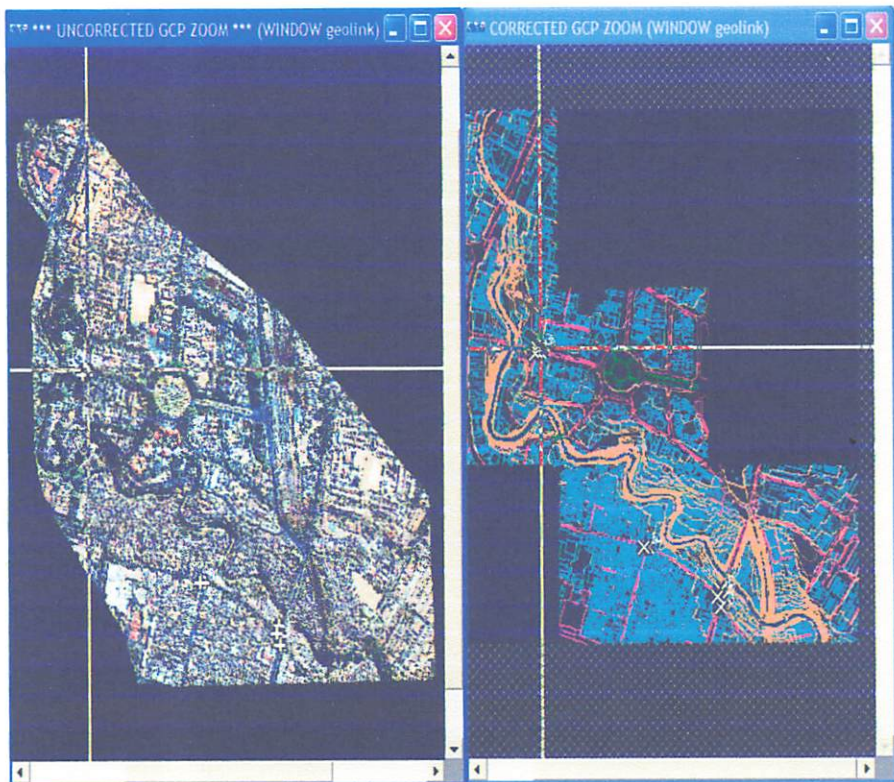 *** UNCORRECTED GCP ZOOM *** (WINDOW geolink)
CORRECTED GCP ZOOM (WINDOW geolink)